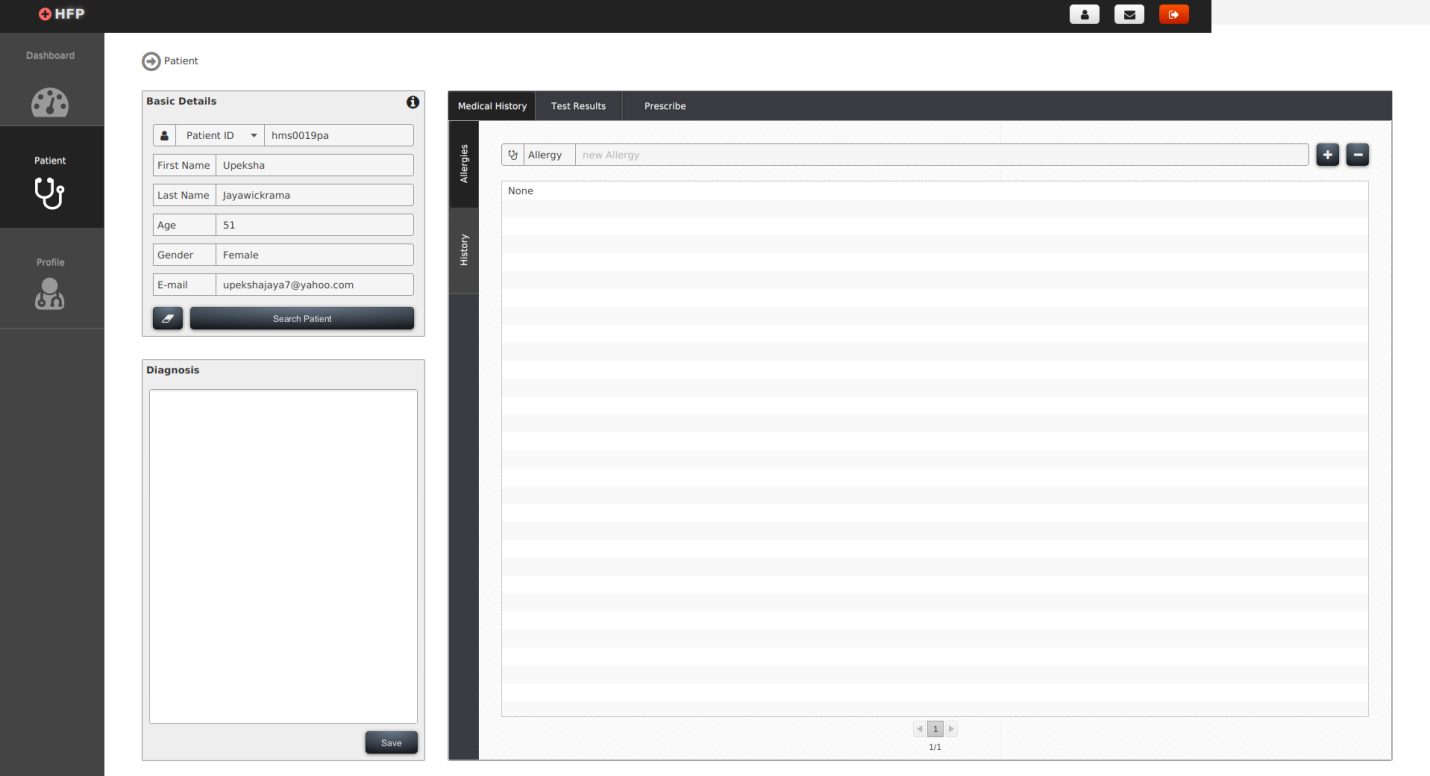 HFP
Dashboard
Patient
Profile
Patient
Basic Details
Patient ID hms0019pa
First Name Upeksha
Last Name Jayawickrama
Age 51
Gender Female
E-mail upekshajaya7@yahoo.com
Search Patient
Diagnosis
Save
Medical History Test Results Prescribe
Allergies
History
Allergy new Allergy
None
1
1/1